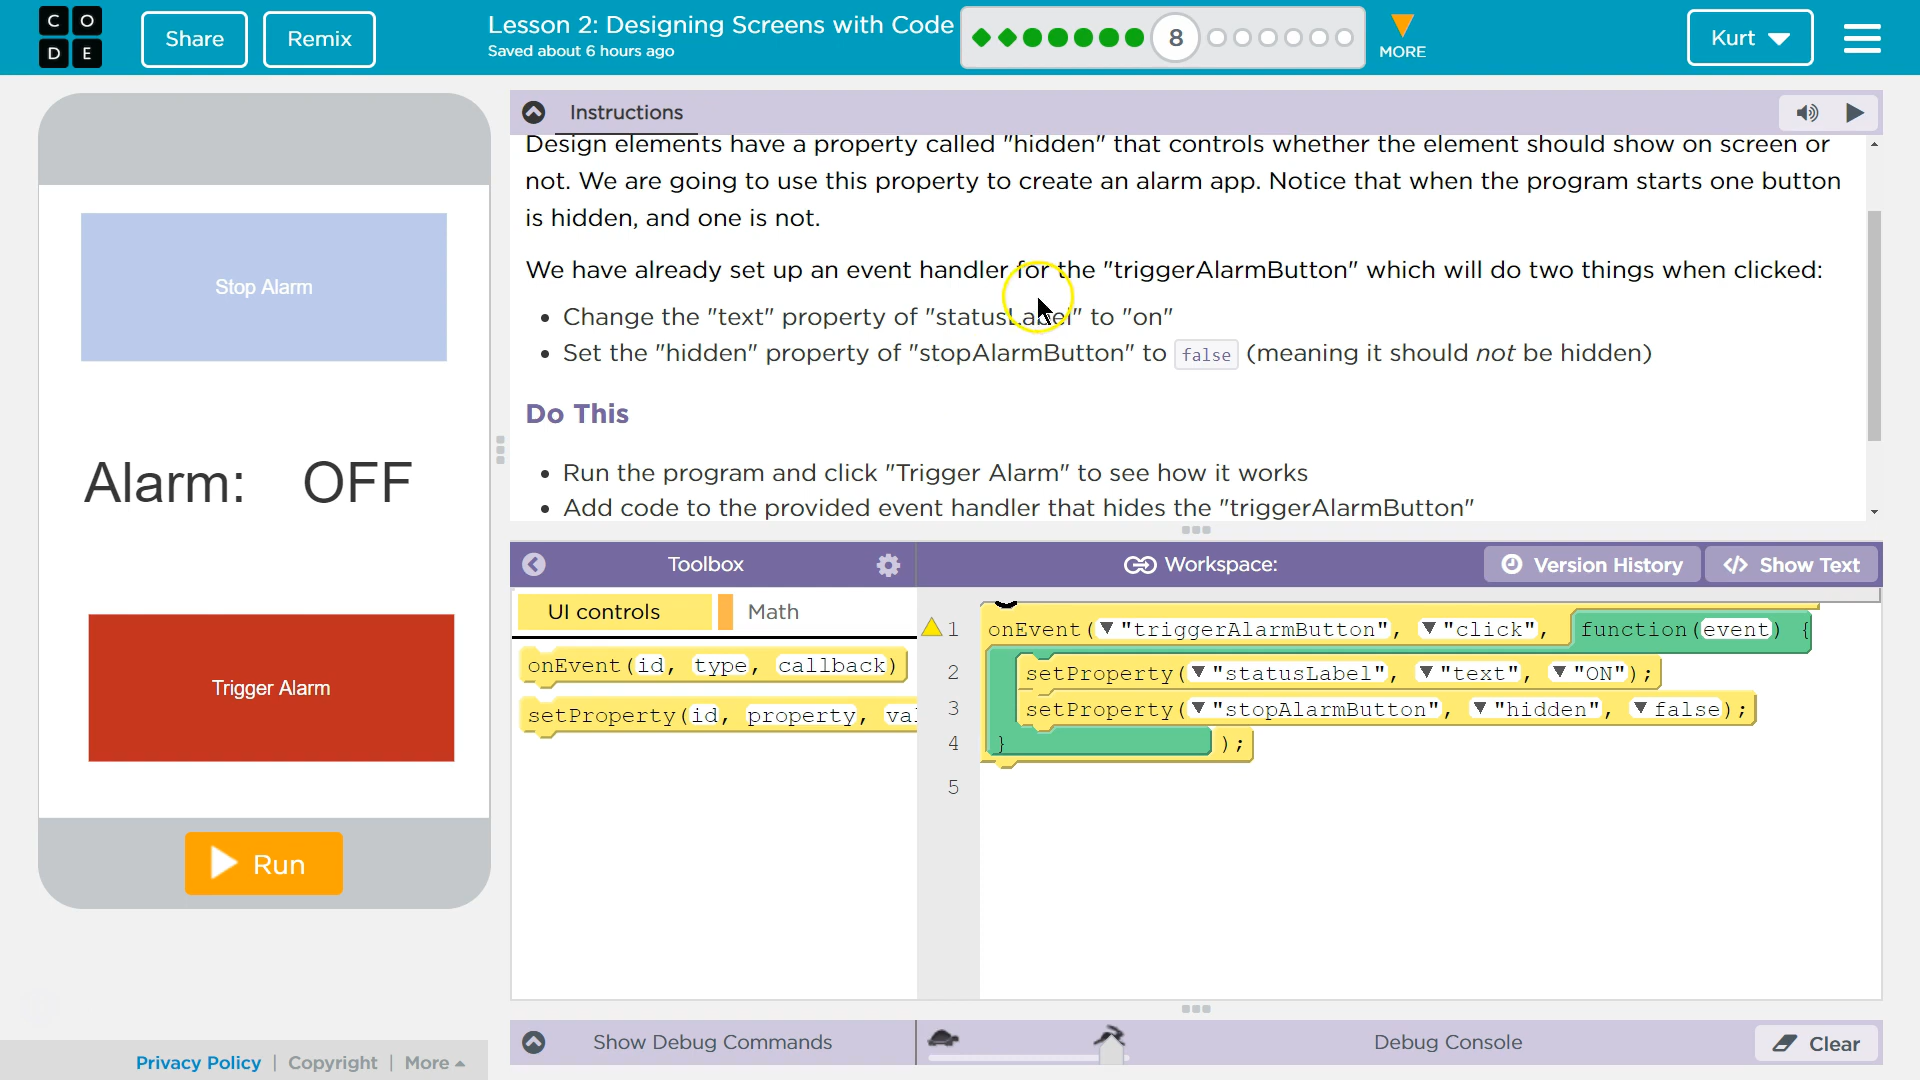 CODE
Share
Remix
Lesson 2: Designing Screens with Code
Saved about 6 hours ago
8
MORE
Kurt
Instructions
Design elements have a property called "hidden" that controls whether the element should show on screen or
not. We are going to use this property to create an alarm app. Notice that when the program starts one button
is hidden, and one is not.
We have already set up an event handler for the "triggerAlarmButton" which will do two things when clicked:
• Change the "text" property of "statusLabel" to "on"
• Set the "hidden" property of "stopAlarmButton" to false (meaning it should not be hidden)
Do This
• Run the program and click "Trigger Alarm" to see how it works
• Add code to the provided event handler that hides the "triggerAlarmButton"
Stop Alarm
Alarm: OFF
Trigger Alarm
Run
Toolbox
Workspace:
Version History
</> Show Text
UI controls
Math
onEvent(id, type, callback)
setProperty(id, property, val
1 onEvent(▼"triggerAlarmButton", ▼"click", function(event) {
2 setProperty(▼"statusLabel", ▼"text", ▼"ON");
3 setProperty(▼"stopAlarmButton", ▼"hidden", ▼false);
4 } );
5
Show Debug Commands
Debug Console
Clear
Privacy Policy | Copyright | More